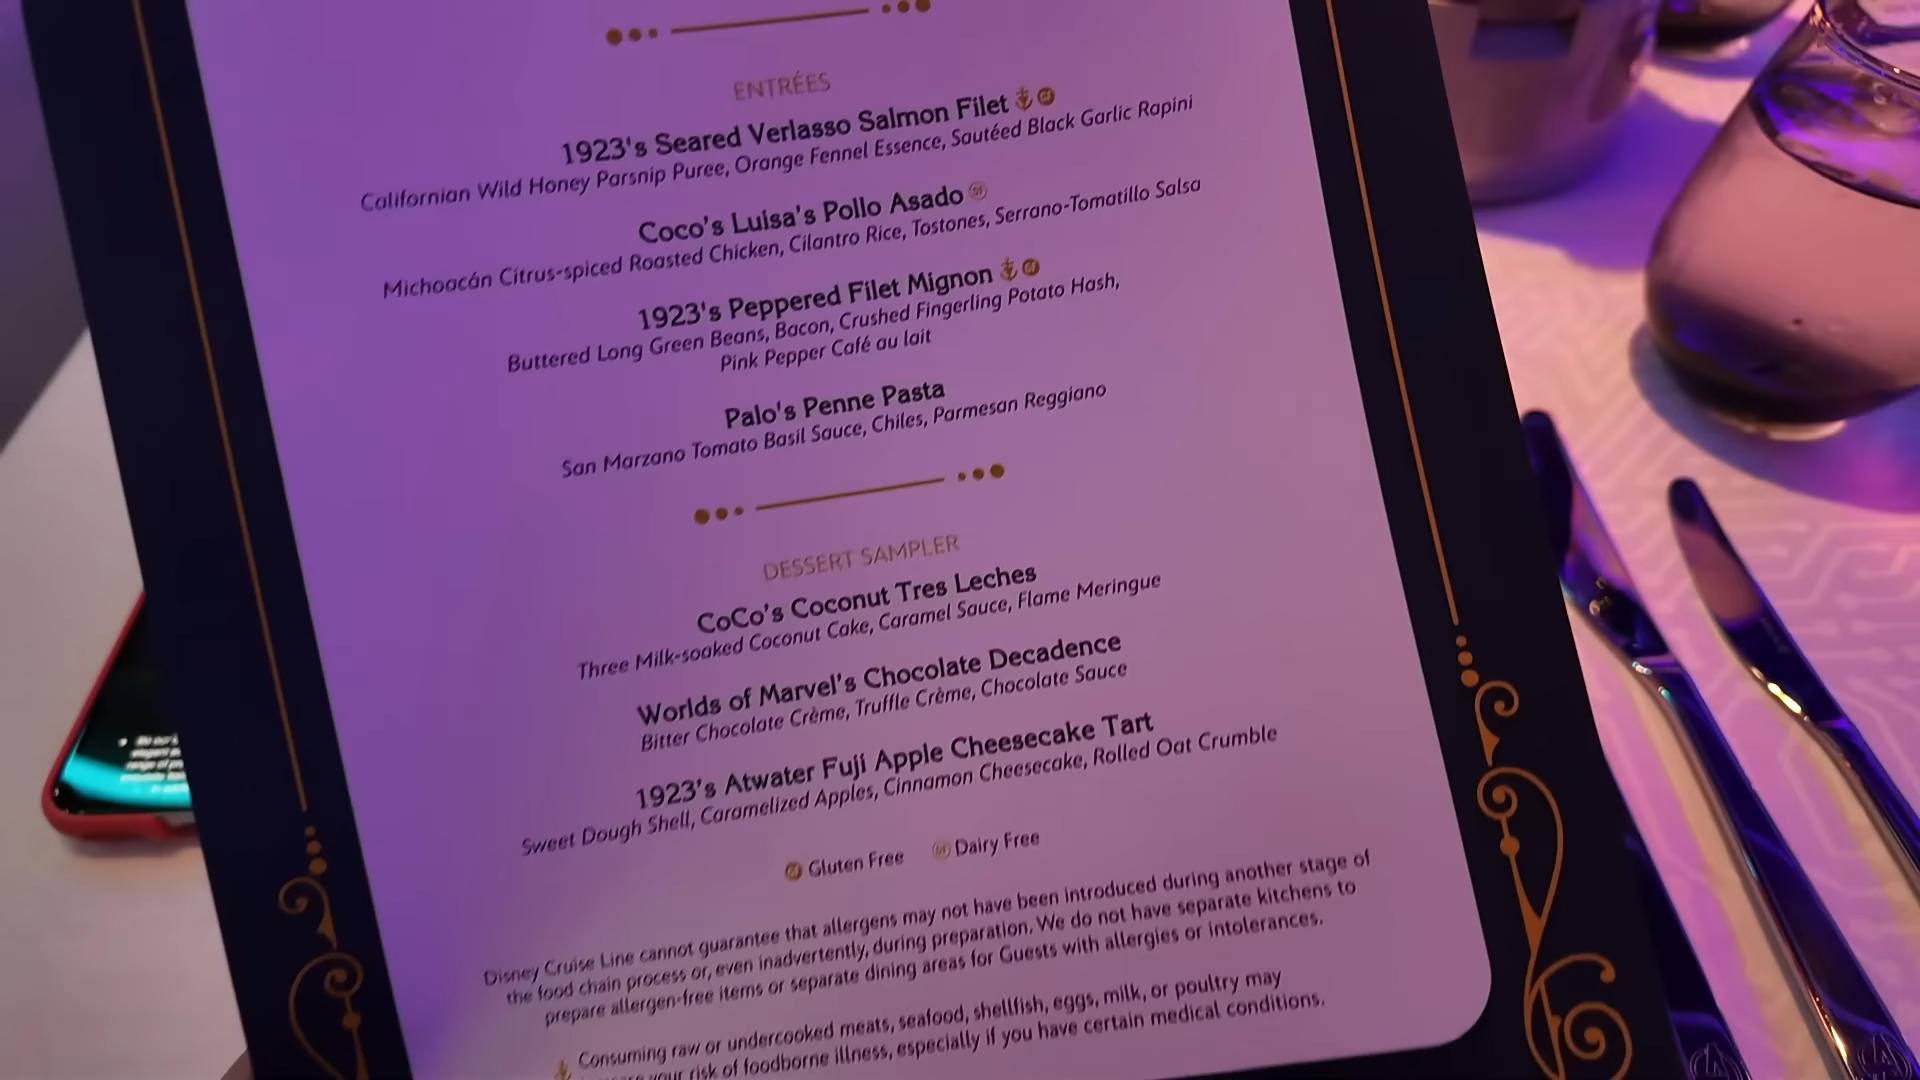 ENTRÉES
1923's Seared Verlasso Salmon Filet
Californian Wild Honey Parsnip Puree, Orange Fennel Essence, Sautéed Black Garlic Rapini
Coco's Luisa's Pollo Asado
Michoacán Citrus-spiced Roasted Chicken, Cilantro Rice, Tostones, Serrano-Tomatillo Salsa
1923's Peppered Filet Mignon
Buttered Long Green Beans, Bacon, Crushed Fingerling Potato Hash,
Pink Pepper Café au lait
Palo's Penne Pasta
San Marzano Tomato Basil Sauce, Chiles, Parmesan Reggiano
DESSERT SAMPLER
CoCo's Coconut Tres Leches
Three Milk-soaked Coconut Cake, Caramel Sauce, Flame Meringue
Worlds of Marvel's Chocolate Decadence
Bitter Chocolate Crème, Truffle Crème, Chocolate Sauce
1923's Atwater Fuji Apple Cheesecake Tart
Sweet Dough Shell, Caramelized Apples, Cinnamon Cheesecake, Rolled Oat Crumble
Gluten Free Dairy Free
Disney Cruise Line cannot guarantee that allergens may not have been introduced during another stage of
the food chain process or, even inadvertently, during preparation. We do not have separate kitchens to
prepare allergen-free items or separate dining areas for Guests with allergies or intolerances.
Consuming raw or undercooked meats, seafood, shellfish, eggs, milk, or poultry may
your risk of foodborne illness, especially if you have certain medical conditions.